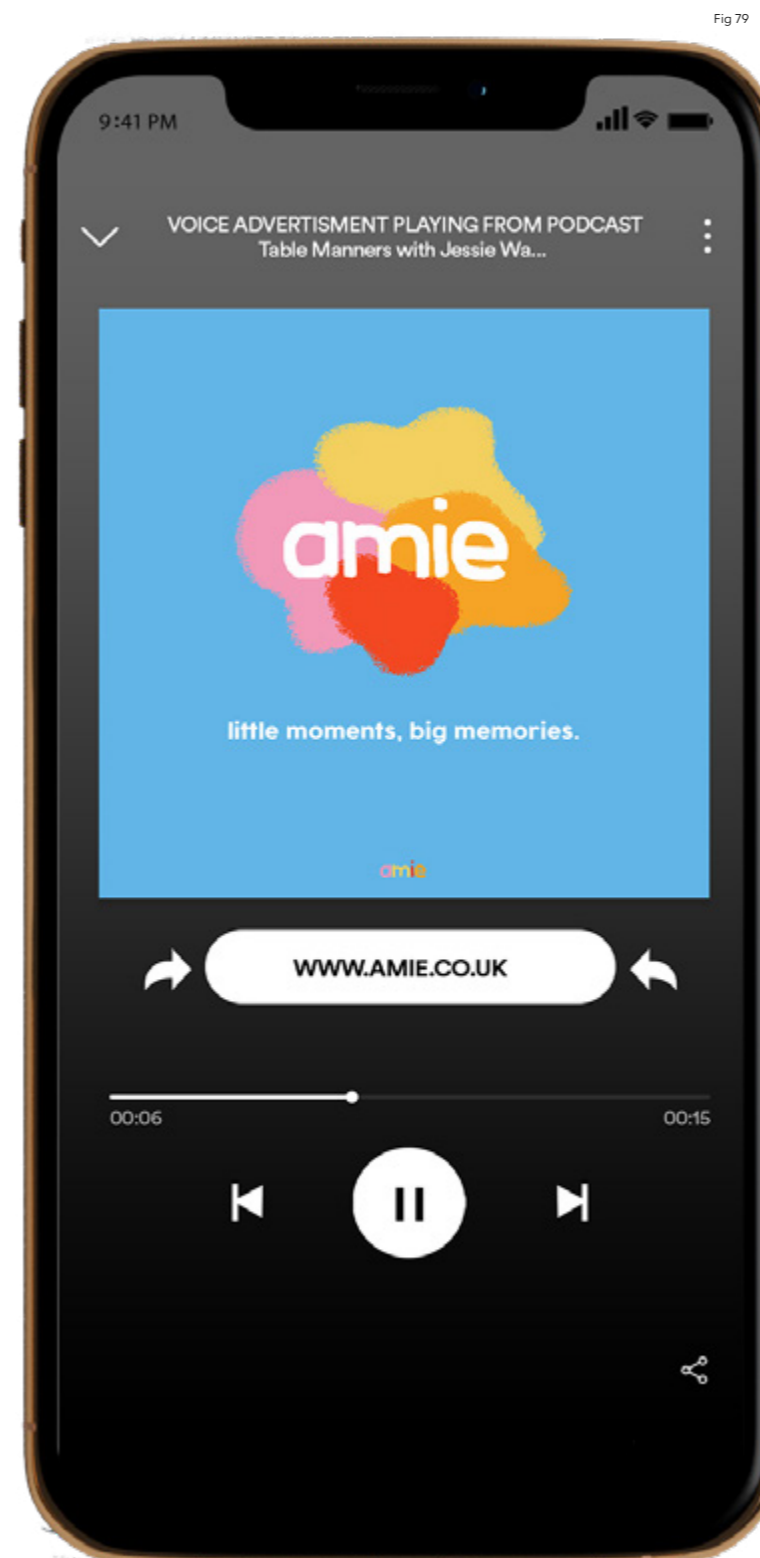 Fig 79
9:41 PM
VOICE ADVERTISMENT PLAYING FROM PODCAST
Table Manners with Jessie Wa...
amie
little moments, big memories.
amie
WWW.AMIE.CO.UK
00:06
00:15